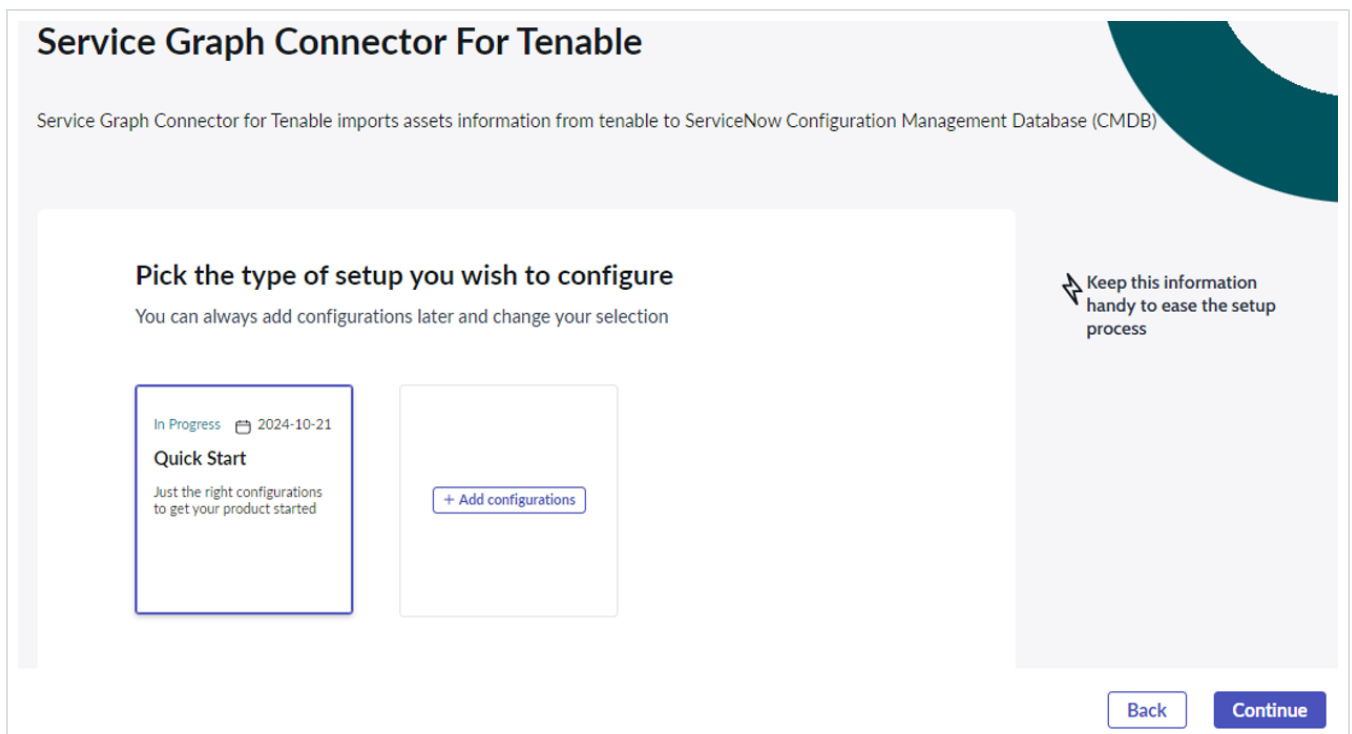 Service Graph Connector For Tenable
Service Graph Connector for Tenable imports assets information from tenable to ServiceNow Configuration Management Database (CMDB)
Pick the type of setup you wish to configure
You can always add configurations later and change your selection
Keep this information
handy to ease the setup
process
In Progress 2024-10-21
Quick Start
Just the right configurations
to get your product started
+ Add configurations
Back
Continue